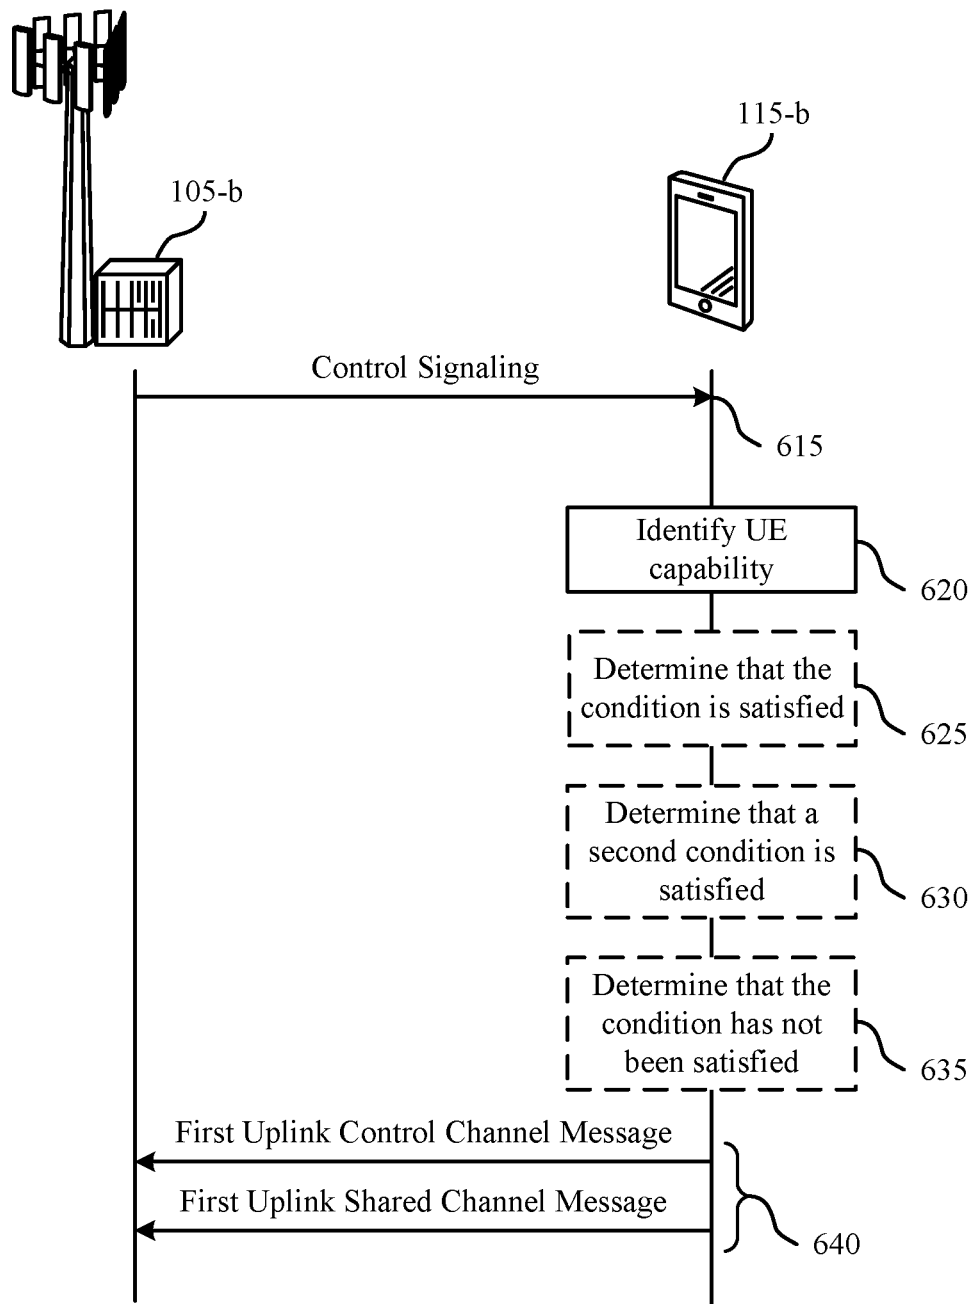 115-b
105-b
Control Signaling
615
Identify UE
capability
620
Determine that the
condition is satisfied
625
Determine that a
second condition is
satisfied
630
Determine that the
condition has not
been satisfied
635
First Uplink Control Channel Message
First Uplink Shared Channel Message
640